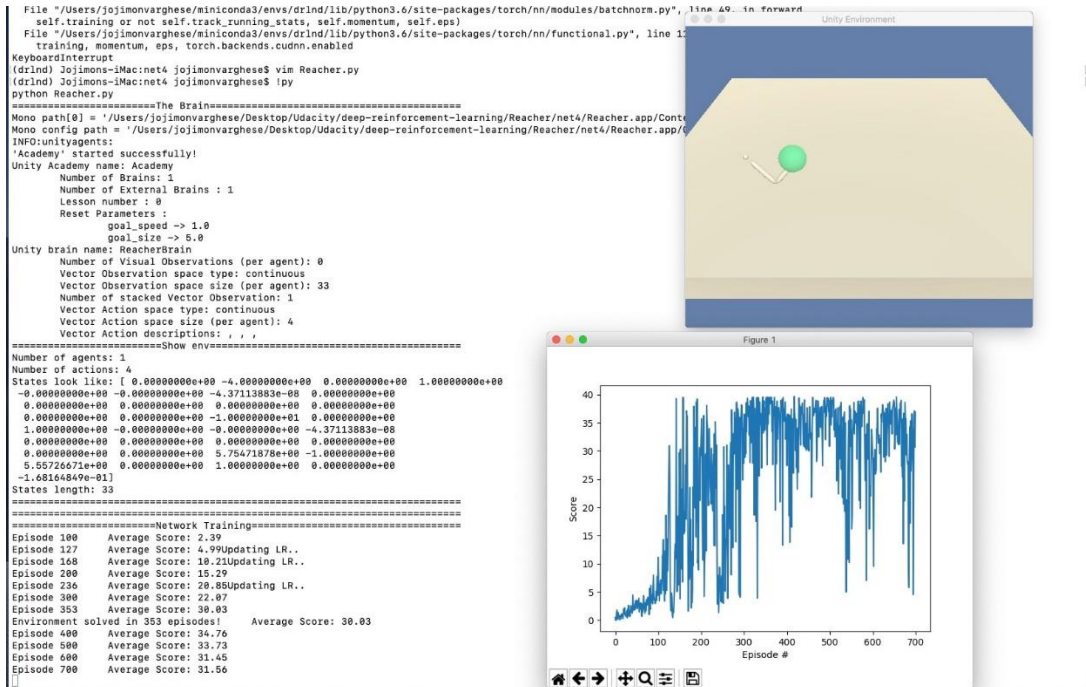 File "/Users/jojimonvarghese/miniconda3/envs/drlnd/lib/python3.6/site-packages/torch/nn/modules/batchnorm.py", line 49, in forward
self.training or not self.track_running_stats, self.momentum, self.eps)
File "/Users/jojimonvarghese/miniconda3/envs/drlnd/lib/python3.6/site-packages/torch/nn/functional.py", line 11
training, momentum, eps, torch.backends.cudnn.enabled
KeyboardInterrupt
(drlnd) Jojimons-iMac:net4 jojimonvarghese$ vim Reacher.py
(drlnd) Jojimons-iMac:net4 jojimonvarghese$ !py
python Reacher.py
========================The Brain==========================================
Mono path[0] = '/Users/jojimonvarghese/Desktop/Udacity/deep-reinforcement-learning/Reacher/net4/Reacher.app/Conte
Mono config path = '/Users/jojimonvarghese/Desktop/Udacity/deep-reinforcement-learning/Reacher/net4/Reacher.app/
INFO:unityagents:
'Academy' started successfully!
Unity Academy name: Academy
Number of Brains: 1
Number of External Brains : 1
Lesson number : 0
Reset Parameters :
goal_speed -> 1.0
goal_size -> 5.0
Unity brain name: ReacherBrain
Number of Visual Observations (per agent): 0
Vector Observation space type: continuous
Vector Observation space size (per agent): 33
Number of stacked Vector Observation: 1
Vector Action space type: continuous
Vector Action space size (per agent): 4
Vector Action descriptions: , , ,
=========================Show env==========================================
Number of agents: 1
Number of actions: 4
States look like: [ 0.00000000e+00 -4.00000000e+00 0.00000000e+00 1.00000000e+00
-0.00000000e+00 -0.00000000e+00 -4.37113883e-08 0.00000000e+00
0.00000000e+00 0.00000000e+00 0.00000000e+00 0.00000000e+00
0.00000000e+00 0.00000000e+00 -1.00000000e+01 0.00000000e+00
1.00000000e+00 -0.00000000e+00 -0.00000000e+00 -4.37113883e-08
0.00000000e+00 0.00000000e+00 0.00000000e+00 0.00000000e+00
0.00000000e+00 0.00000000e+00 5.75471878e+00 -1.00000000e+00
5.55726671e+00 0.00000000e+00 1.00000000e+00 0.00000000e+00
-1.68164849e-01]
States length: 33
===========================================================================
===========================================================================
========================Network Training===================================
Episode 100 Average Score: 2.39
Episode 127 Average Score: 4.99Updating LR..
Episode 168 Average Score: 10.21Updating LR..
Episode 200 Average Score: 15.29
Episode 236 Average Score: 20.85Updating LR..
Episode 300 Average Score: 22.07
Episode 353 Average Score: 30.03
Environment solved in 353 episodes! Average Score: 30.03
Episode 400 Average Score: 34.76
Episode 500 Average Score: 33.73
Episode 600 Average Score: 31.45
Episode 700 Average Score: 31.56
Unity Environment
Figure 1
40
35
30
25
20
15
10
5
0
Score
0 100 200 300 400 500 600 700
Episode #